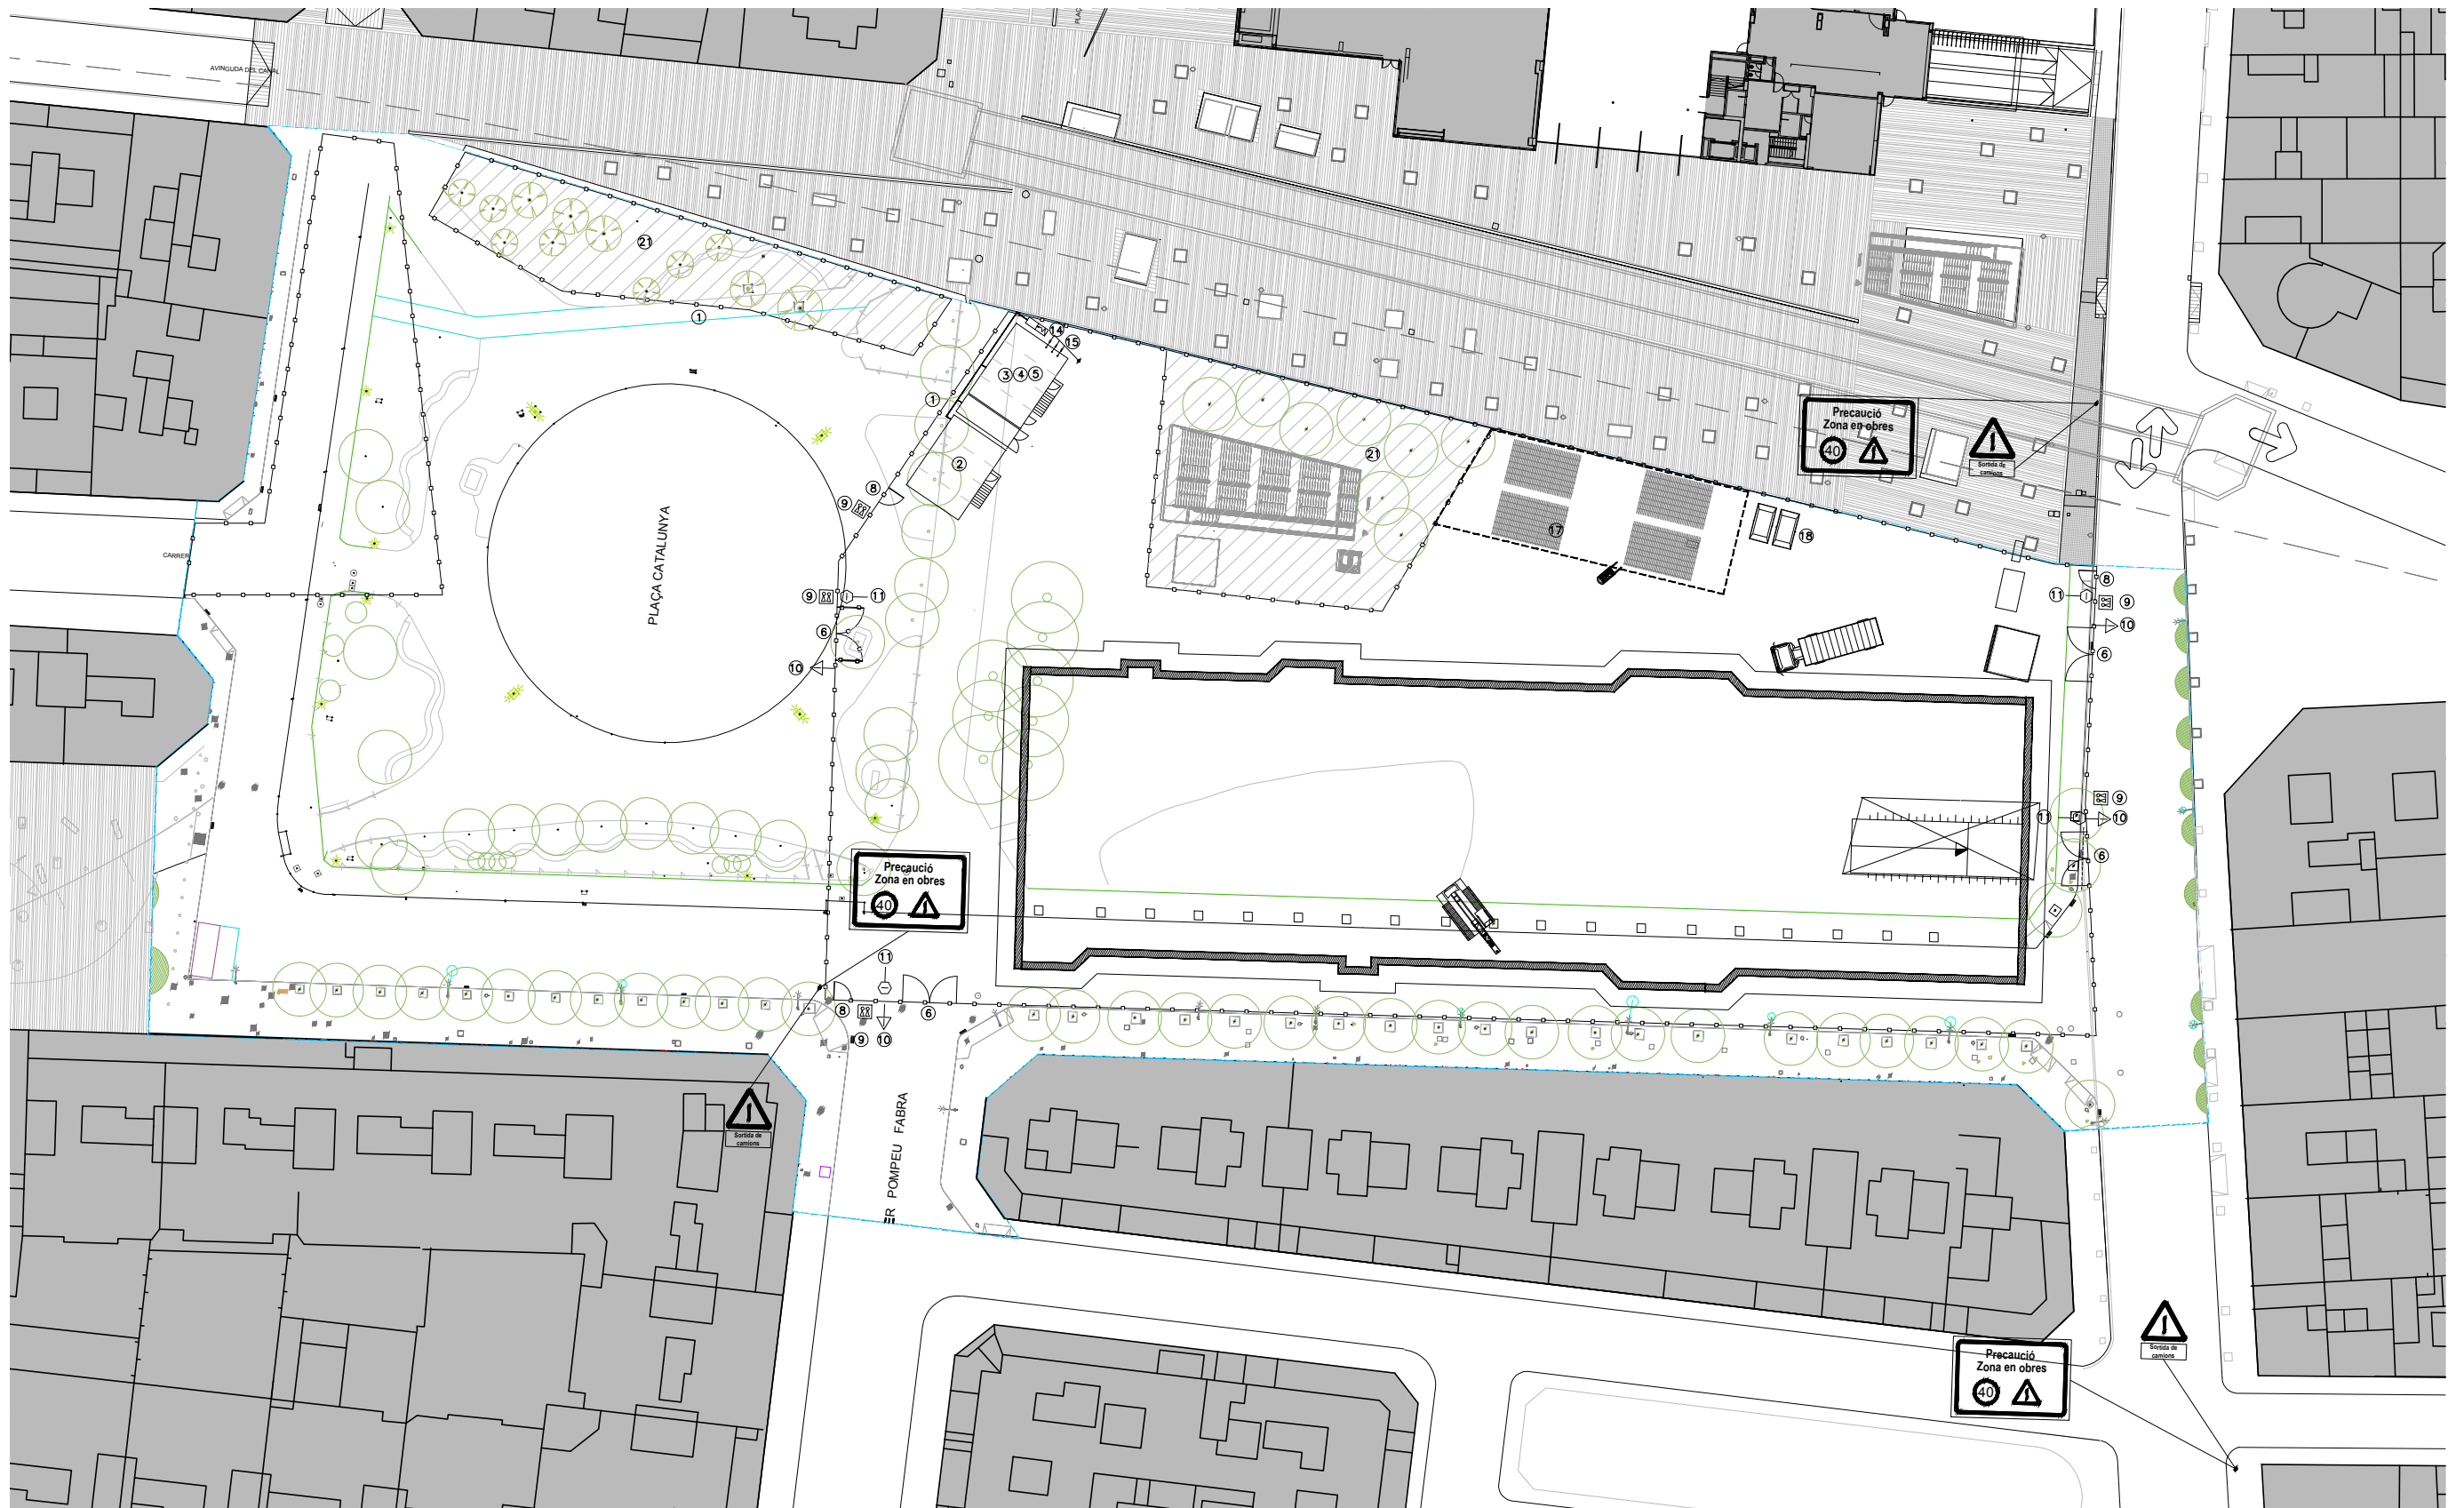 AVINGUDA DEL CANAL
PLAÇ
21
1
14
15
3 4 5
1
2
8
9
PLAÇA CATALUNYA
CARRER
21
17
18
Precaució
Zona en obres
40
Sortida de
camions
8
11
9
10
6
9
11
6
10
9
11
10
6
Precaució
Zona en obres
40
11
8
6
9
10
Sortida de
camions
ER POMPEU FABRA
Sortida de
camions
Precaució
Zona en obres
40